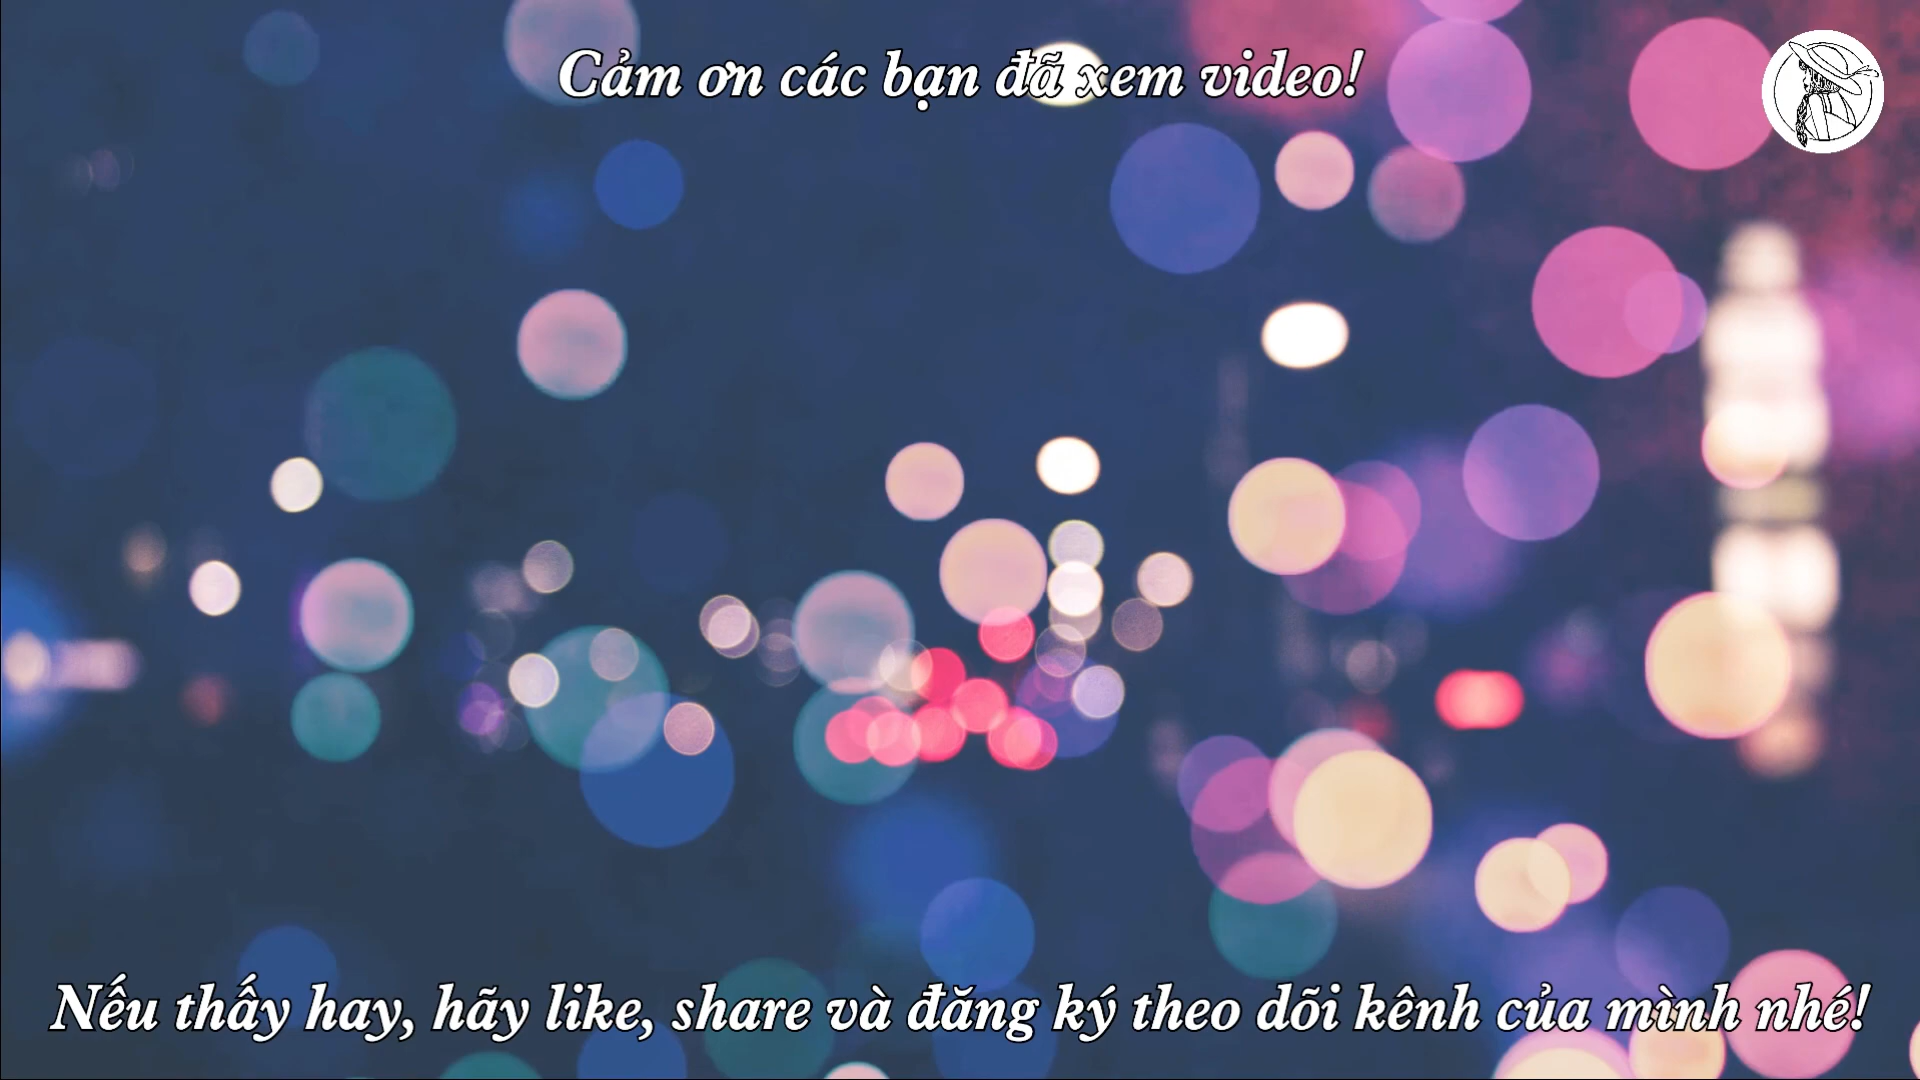 Cảm ơn các bạn đã xem video!
Nếu thấy hay, hãy like, share và đăng ký theo dõi kênh của mình nhé!